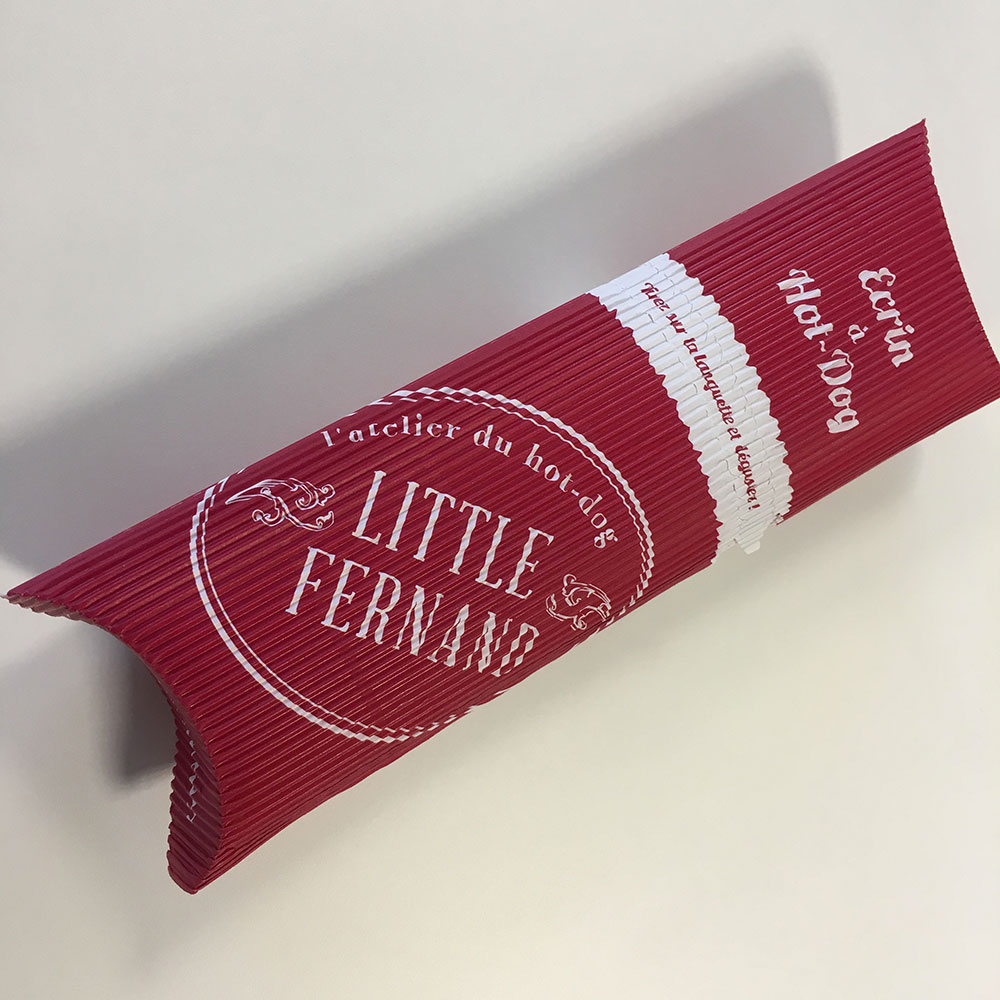 l'atelier du hot-dog
LITTLE
FERNAND
Tirez sur la languette et dégustez !
Ecrin
à
Hot-Dog